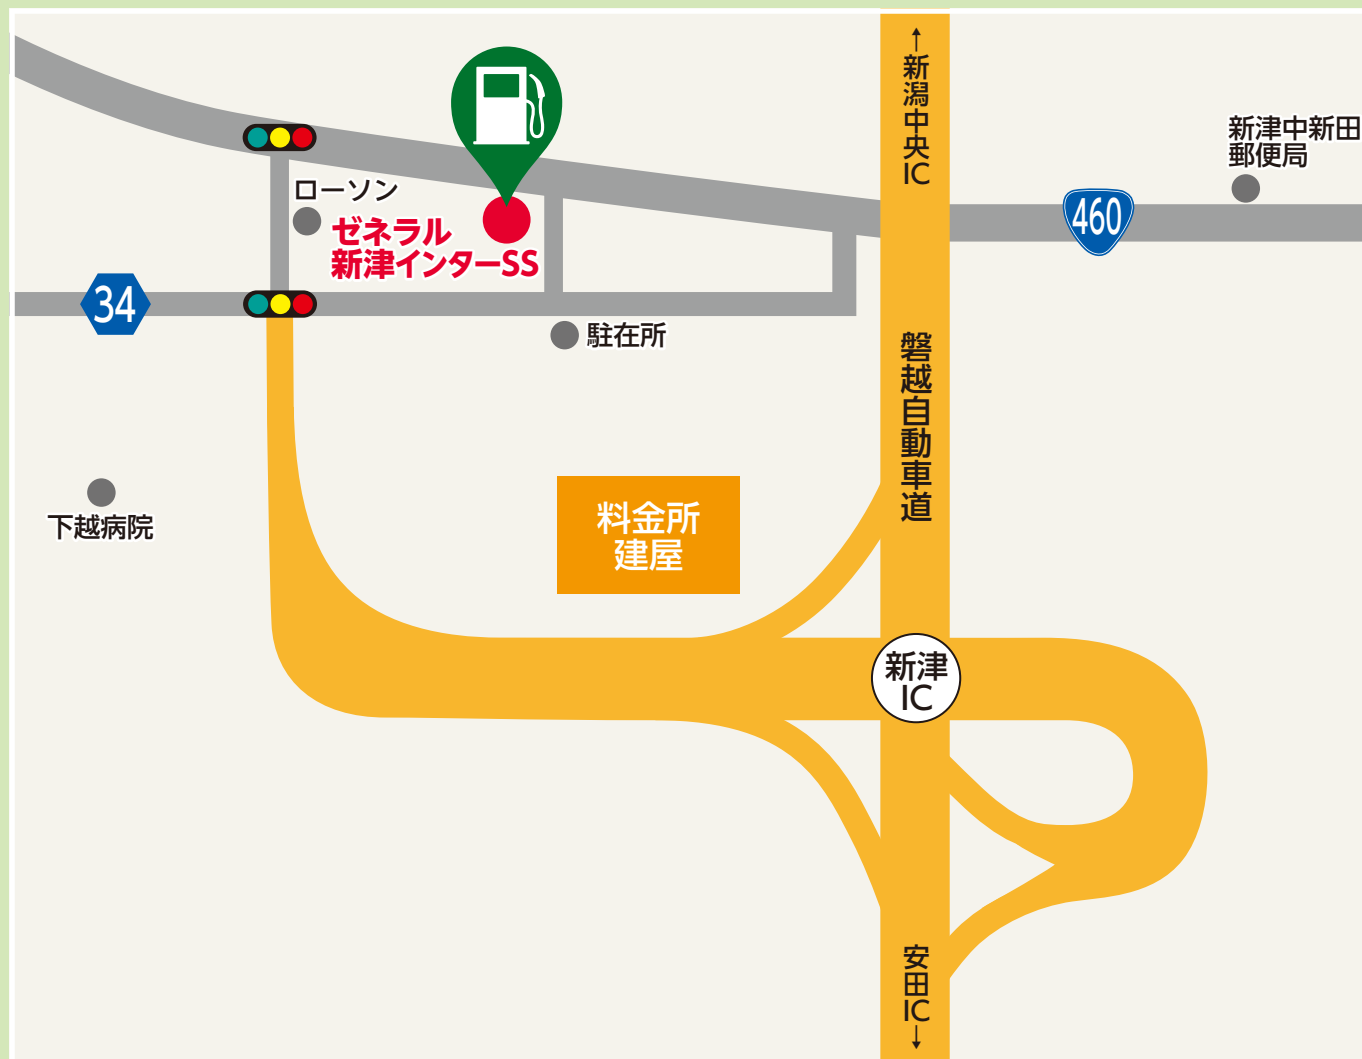 ↑新潟中央IC
新津中新田
郵便局
460
ローソン
ゼネラル
新津インターSS
34
駐在所
磐越自動車道
下越病院
料金所
建屋
新津
IC
安田IC↓